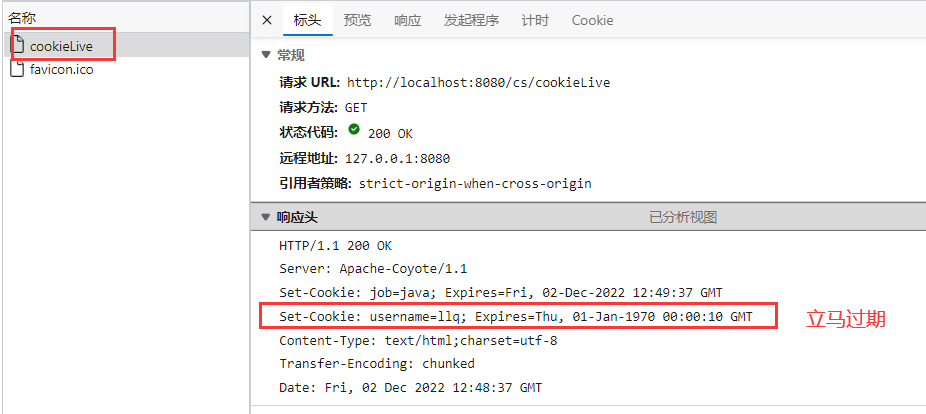 名称
cookieLive
favicon.ico
标头 预览 响应 发起程序 计时 Cookie
常规
请求 URL: http://localhost:8080/cs/cookieLive
请求方法: GET
状态代码: 200 OK
远程地址: 127.0.0.1:8080
引用者策略: strict-origin-when-cross-origin
响应头 已分析视图
HTTP/1.1 200 OK
Server: Apache-Coyote/1.1
Set-Cookie: job=java; Expires=Fri, 02-Dec-2022 12:49:37 GMT
Set-Cookie: username=llq; Expires=Thu, 01-Jan-1970 00:00:10 GMT
立马过期
Content-Type: text/html;charset=utf-8
Transfer-Encoding: chunked
Date: Fri, 02 Dec 2022 12:48:37 GMT